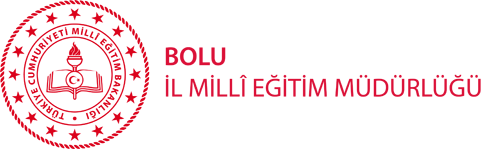 TÜRKİYE CUMHURİYETİ MİLLÎ EĞİTİM BAKANLIĞI
BOLU
İL MİLLÎ EĞİTİM MÜDÜRLÜĞÜ